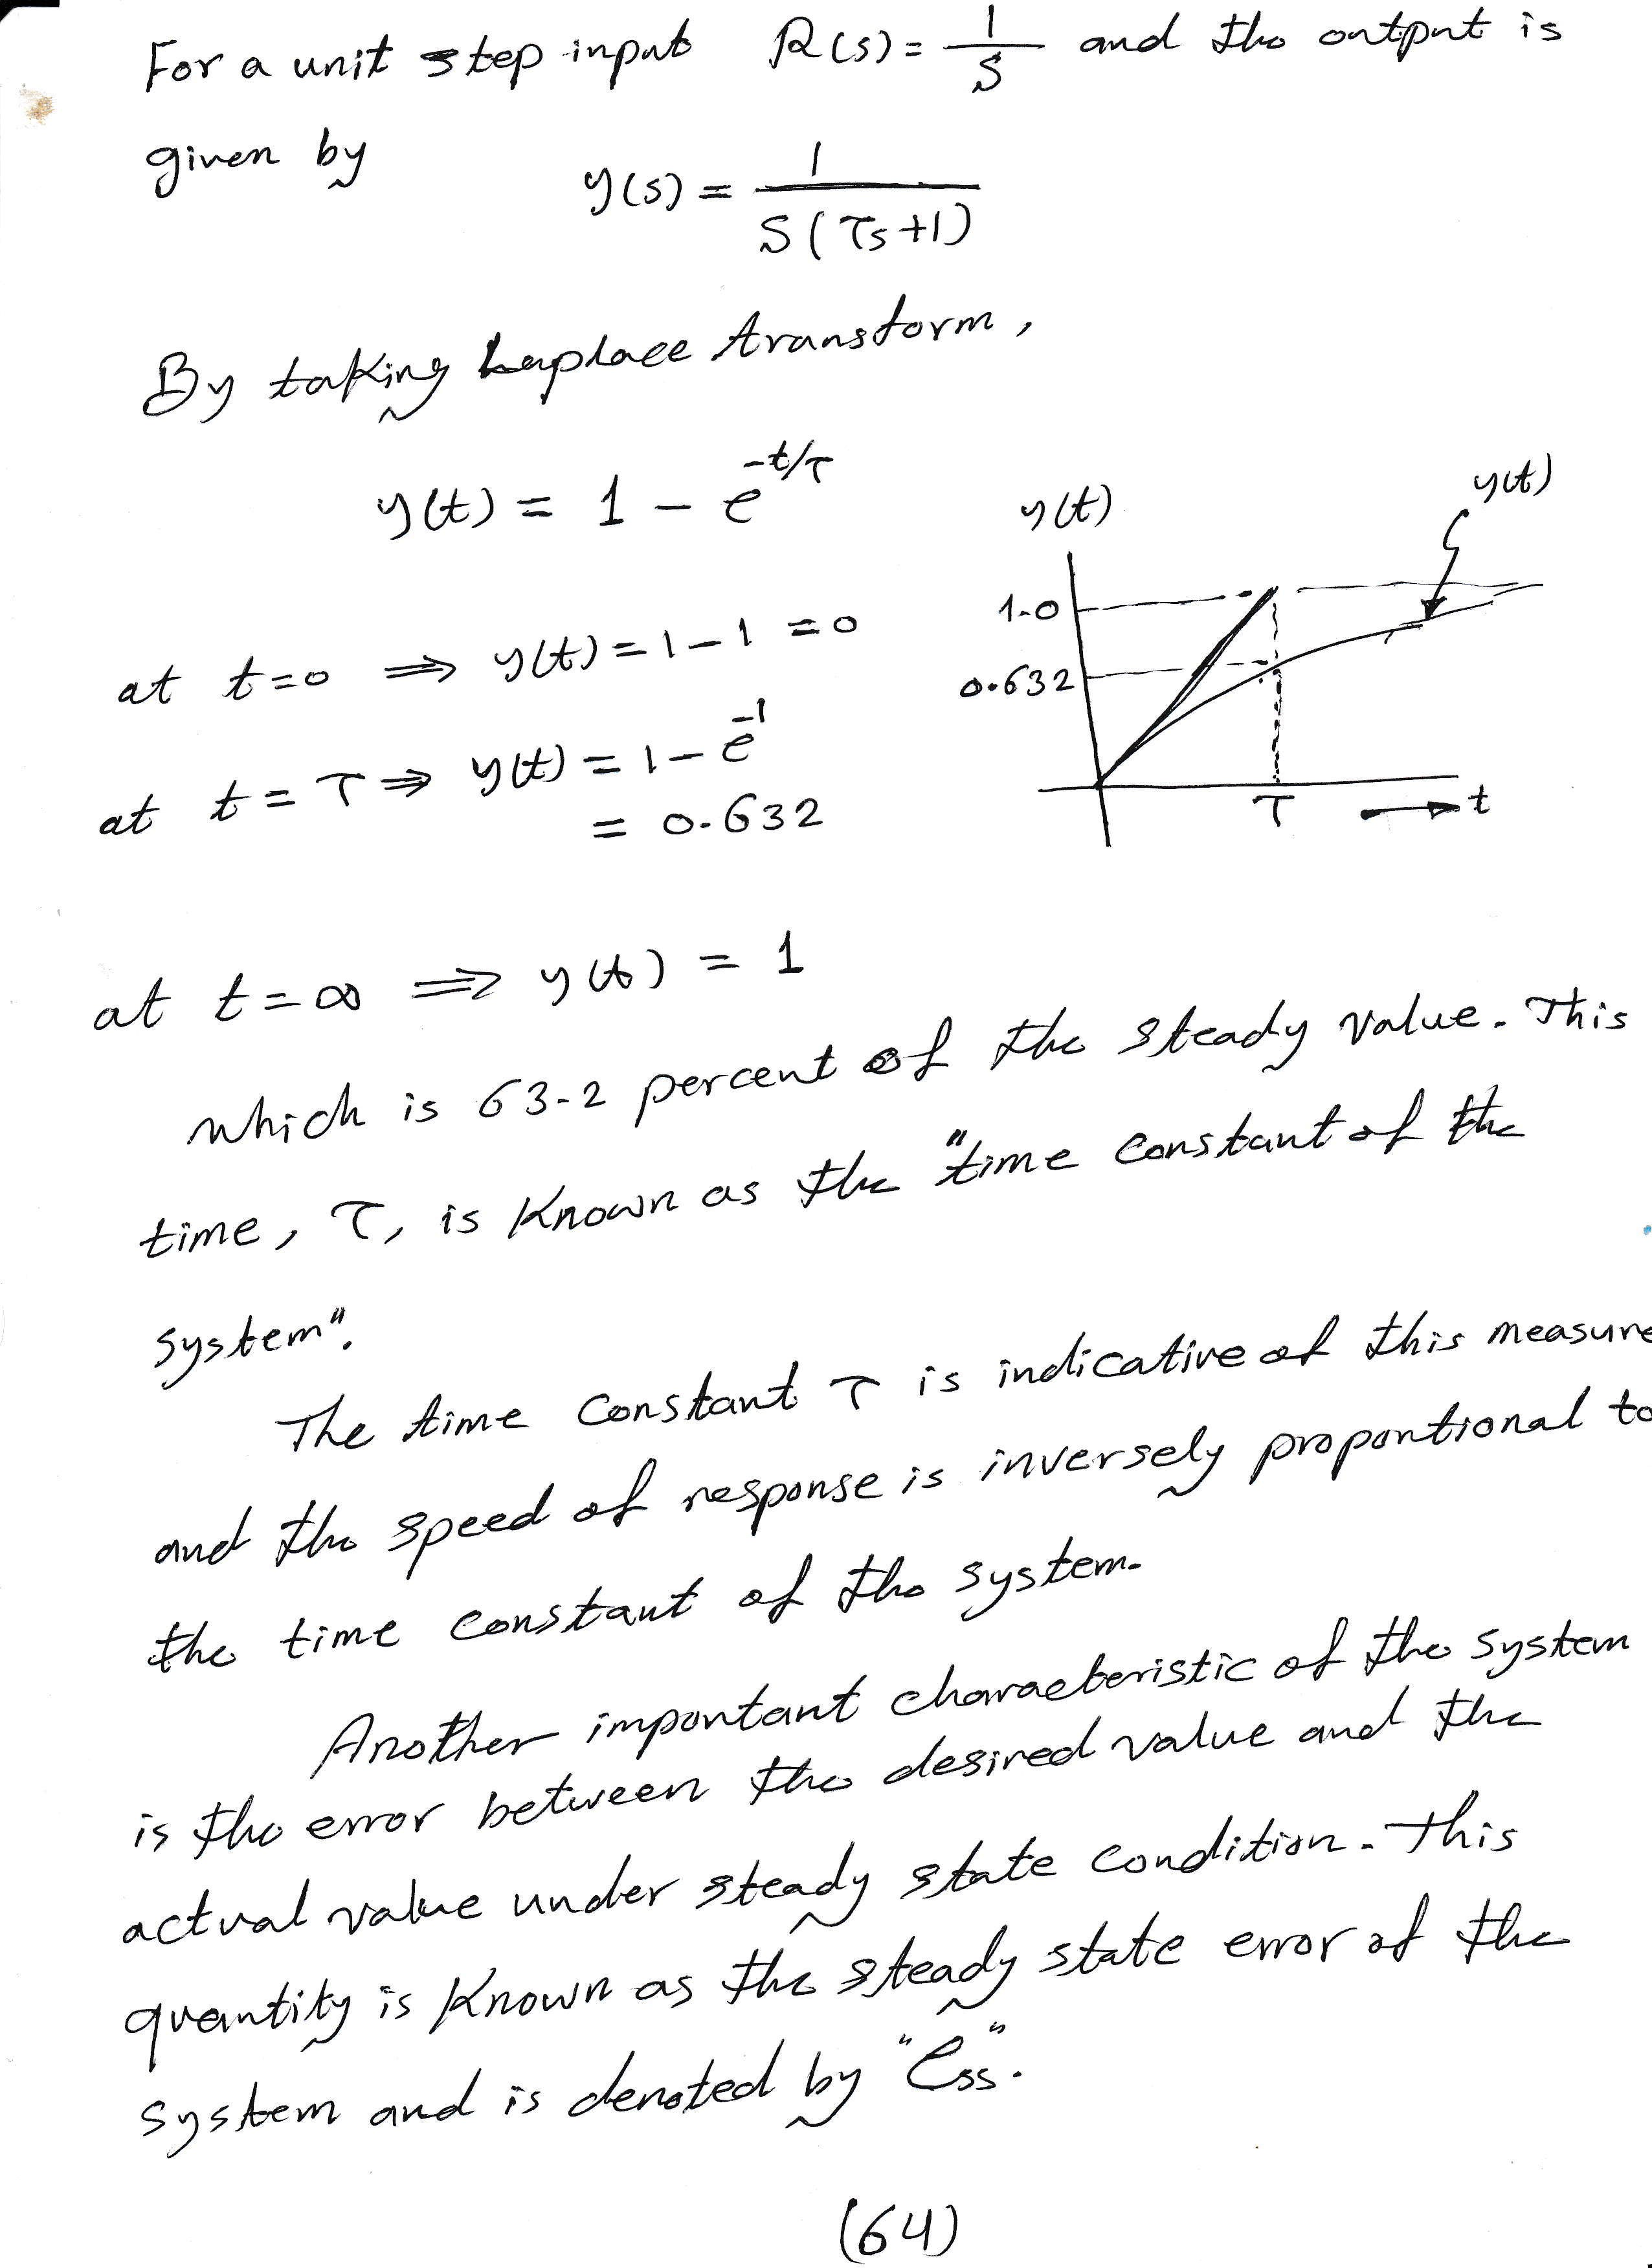 For a unit step input R(s) = 1/S and the output is
given by
y(s) = 1/S(τs+1)
By taking Laplace transform,
y(t) = 1 - e^-t/τ
y(t)
y(t)
1.0
0.632
τ → t
at t=0 ⇒ y(t) = 1-1 =0
at t=τ ⇒ y(t) = 1-e^-1
= 0.632
at t=∞ ⇒ y(t) = 1
which is 63.2 percent of the steady value. This
time, τ, is known as the "time constant of the
system".
The time constant τ is indicative of this measure
and the speed of response is inversely proportional to
the time constant of the system.
Another important characteristic of the system
is the error between the desired value and the
actual value under steady state condition. This
quantity is known as the steady state error of the
system and is denoted by "ess".
(64)